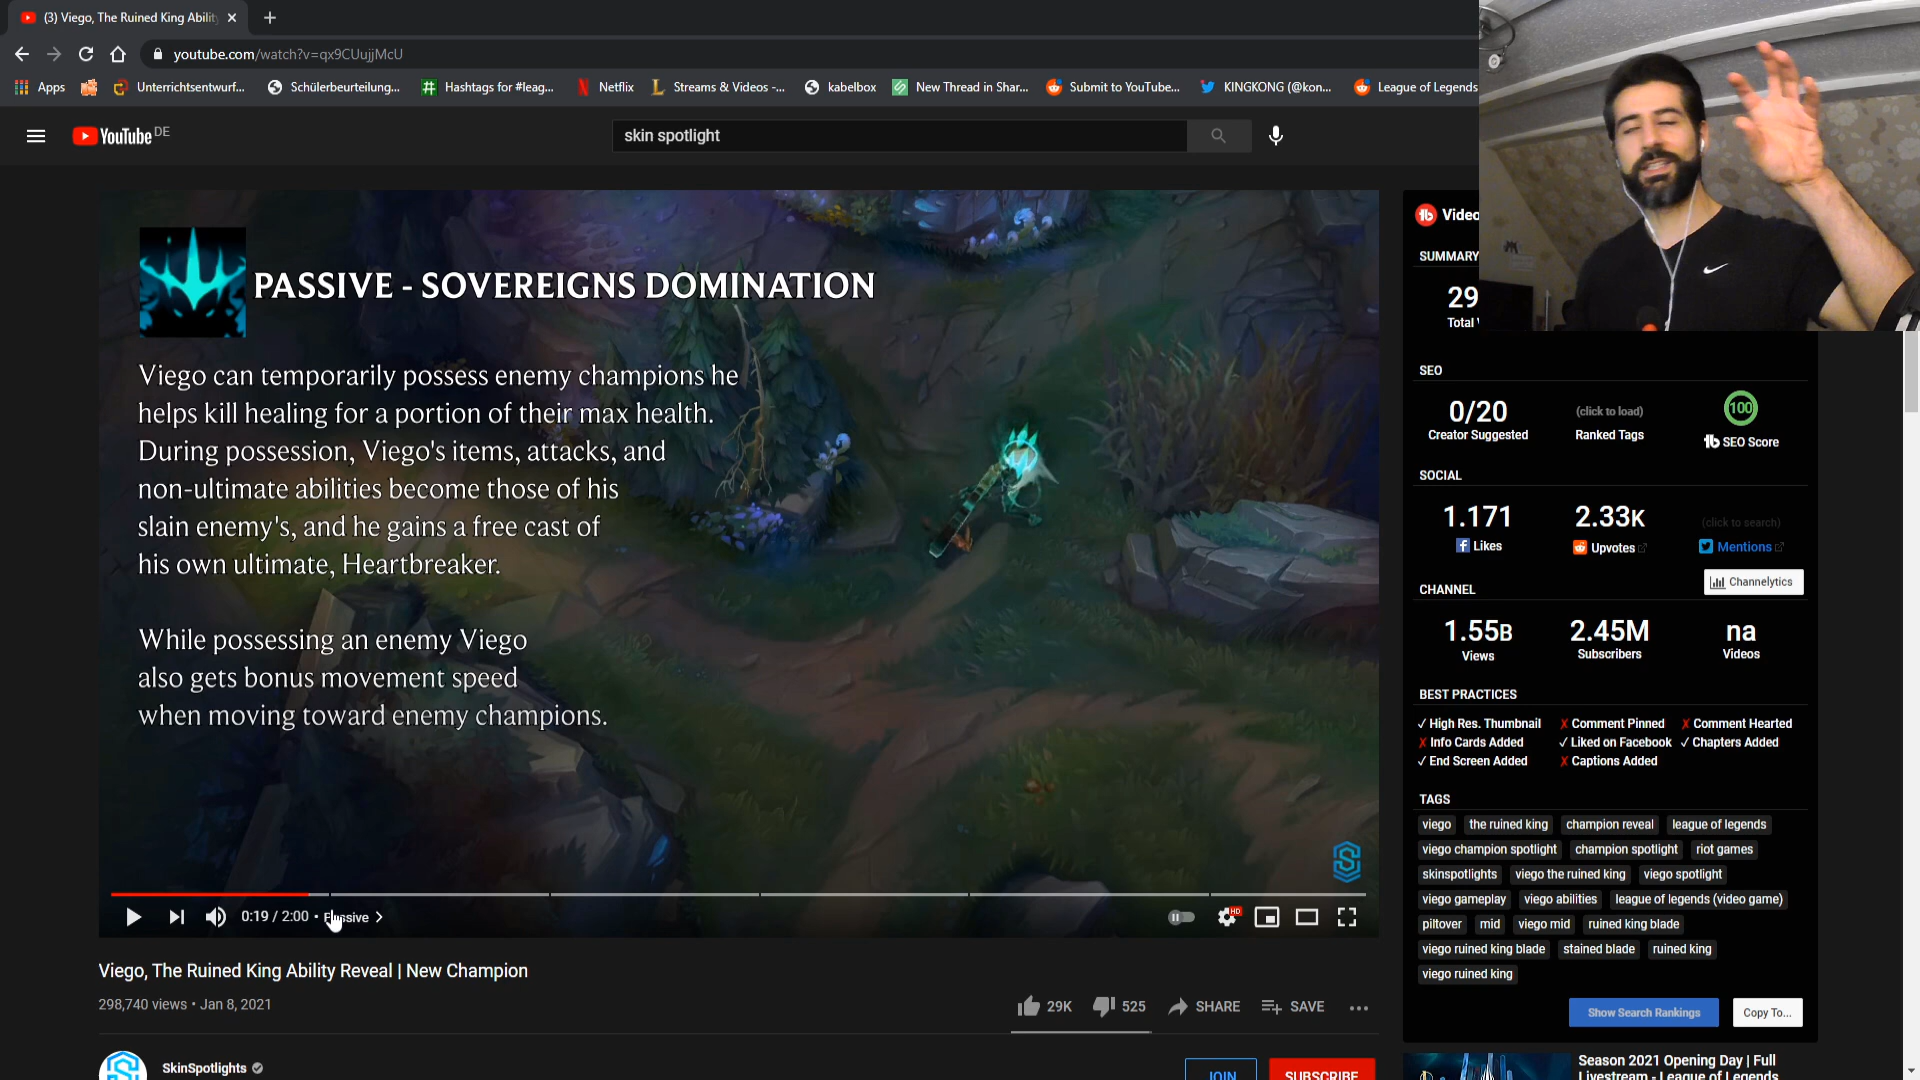 (3) Viego, The Ruined King Abilit
youtube.com/watch?v=qx9CUujjMcU
Apps
Unterrichtsentwurf...
Schülerbeurteilung...
Hashtags for #leag...
Netflix
Streams & Videos -...
kabelbox
New Thread in Shar...
Submit to YouTube...
KINGKONG (@kon...
League of Legends
YouTube DE
skin spotlight
PASSIVE - SOVEREIGNS DOMINATION
Viego can temporarily possess enemy champions he
helps kill healing for a portion of their max health.
During possession, Viego's items, attacks, and
non-ultimate abilities become those of his
slain enemy's, and he gains a free cast of
his own ultimate, Heartbreaker.
While possessing an enemy Viego
also gets bonus movement speed
when moving toward enemy champions.
0:19 / 2:00 • Passive
HD
Viego, The Ruined King Ability Reveal | New Champion
298,740 views • Jan 8, 2021
29K
525
SHARE
SAVE
SkinSpotlights
JOIN
SUBSCRIBE
Video
SUMMARY
29
Total
SEO
0/20
Creator Suggested
(click to load)
Ranked Tags
100
SEO Score
SOCIAL
1.171
Likes
2.33K
Upvotes
(click to search)
Mentions
CHANNEL
Channelytics
1.55B
Views
2.45M
Subscribers
na
Videos
BEST PRACTICES
✓ High Res. Thumbnail ✗ Comment Pinned ✗ Comment Hearted
✗ Info Cards Added ✓ Liked on Facebook ✓ Chapters Added
✓ End Screen Added ✗ Captions Added
TAGS
viego the ruined king champion reveal league of legends
viego champion spotlight champion spotlight riot games
skinspotlights viego the ruined king viego spotlight
viego gameplay viego abilities league of legends (video game)
piltover mid viego mid ruined king blade
viego ruined king blade stained blade ruined king
viego ruined king
Show Search Rankings
Copy To...
Season 2021 Opening Day | Full
Livestream - League of Legends